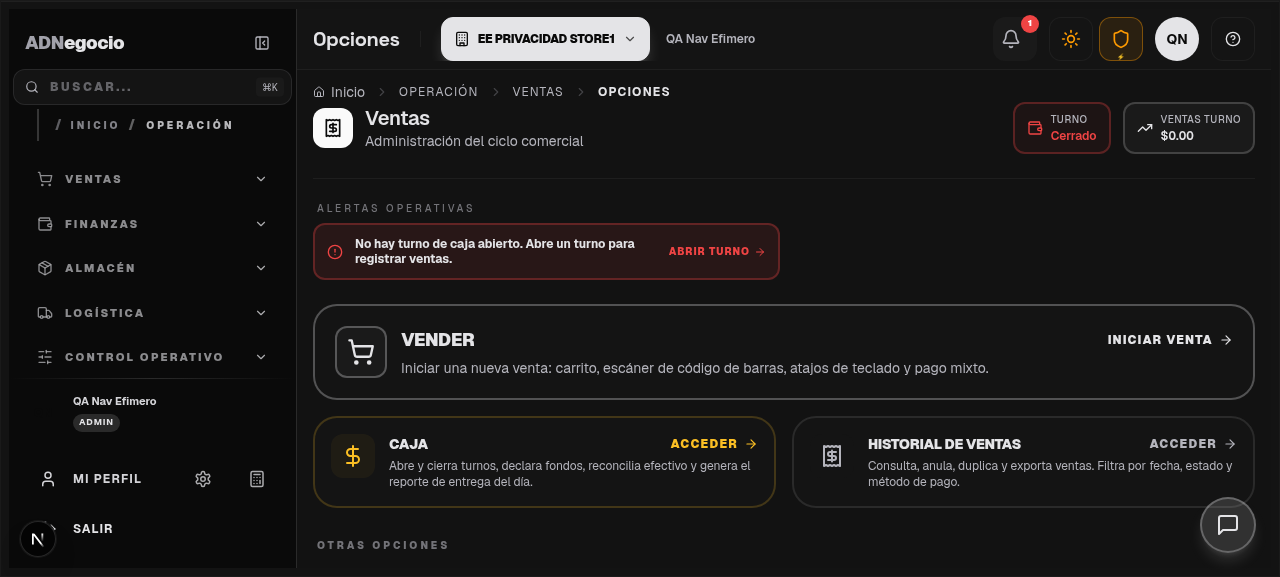 ADNegocio
BUSCAR...
⌘K
/ INICIO / OPERACIÓN
VENTAS
FINANZAS
ALMACÉN
LOGÍSTICA
CONTROL OPERATIVO
QA Nav Efimero
ADMIN
MI PERFIL
SALIR
N
Opciones
EE PRIVACIDAD STORE1
QA Nav Efimero
1
QN
Inicio > OPERACIÓN > VENTAS > OPCIONES
Ventas
Administración del ciclo comercial
TURNO
Cerrado
VENTAS TURNO
$0.00
ALERTAS OPERATIVAS
No hay turno de caja abierto. Abre un turno para
registrar ventas.
ABRIR TURNO →
VENDER
INICIAR VENTA →
Iniciar una nueva venta: carrito, escáner de código de barras, atajos de teclado y pago mixto.
CAJA
ACCEDER →
Abre y cierra turnos, declara fondos, reconcilia efectivo y genera el
reporte de entrega del día.
HISTORIAL DE VENTAS
ACCEDER →
Consulta, anula, duplica y exporta ventas. Filtra por fecha, estado y
método de pago.
OTRAS OPCIONES